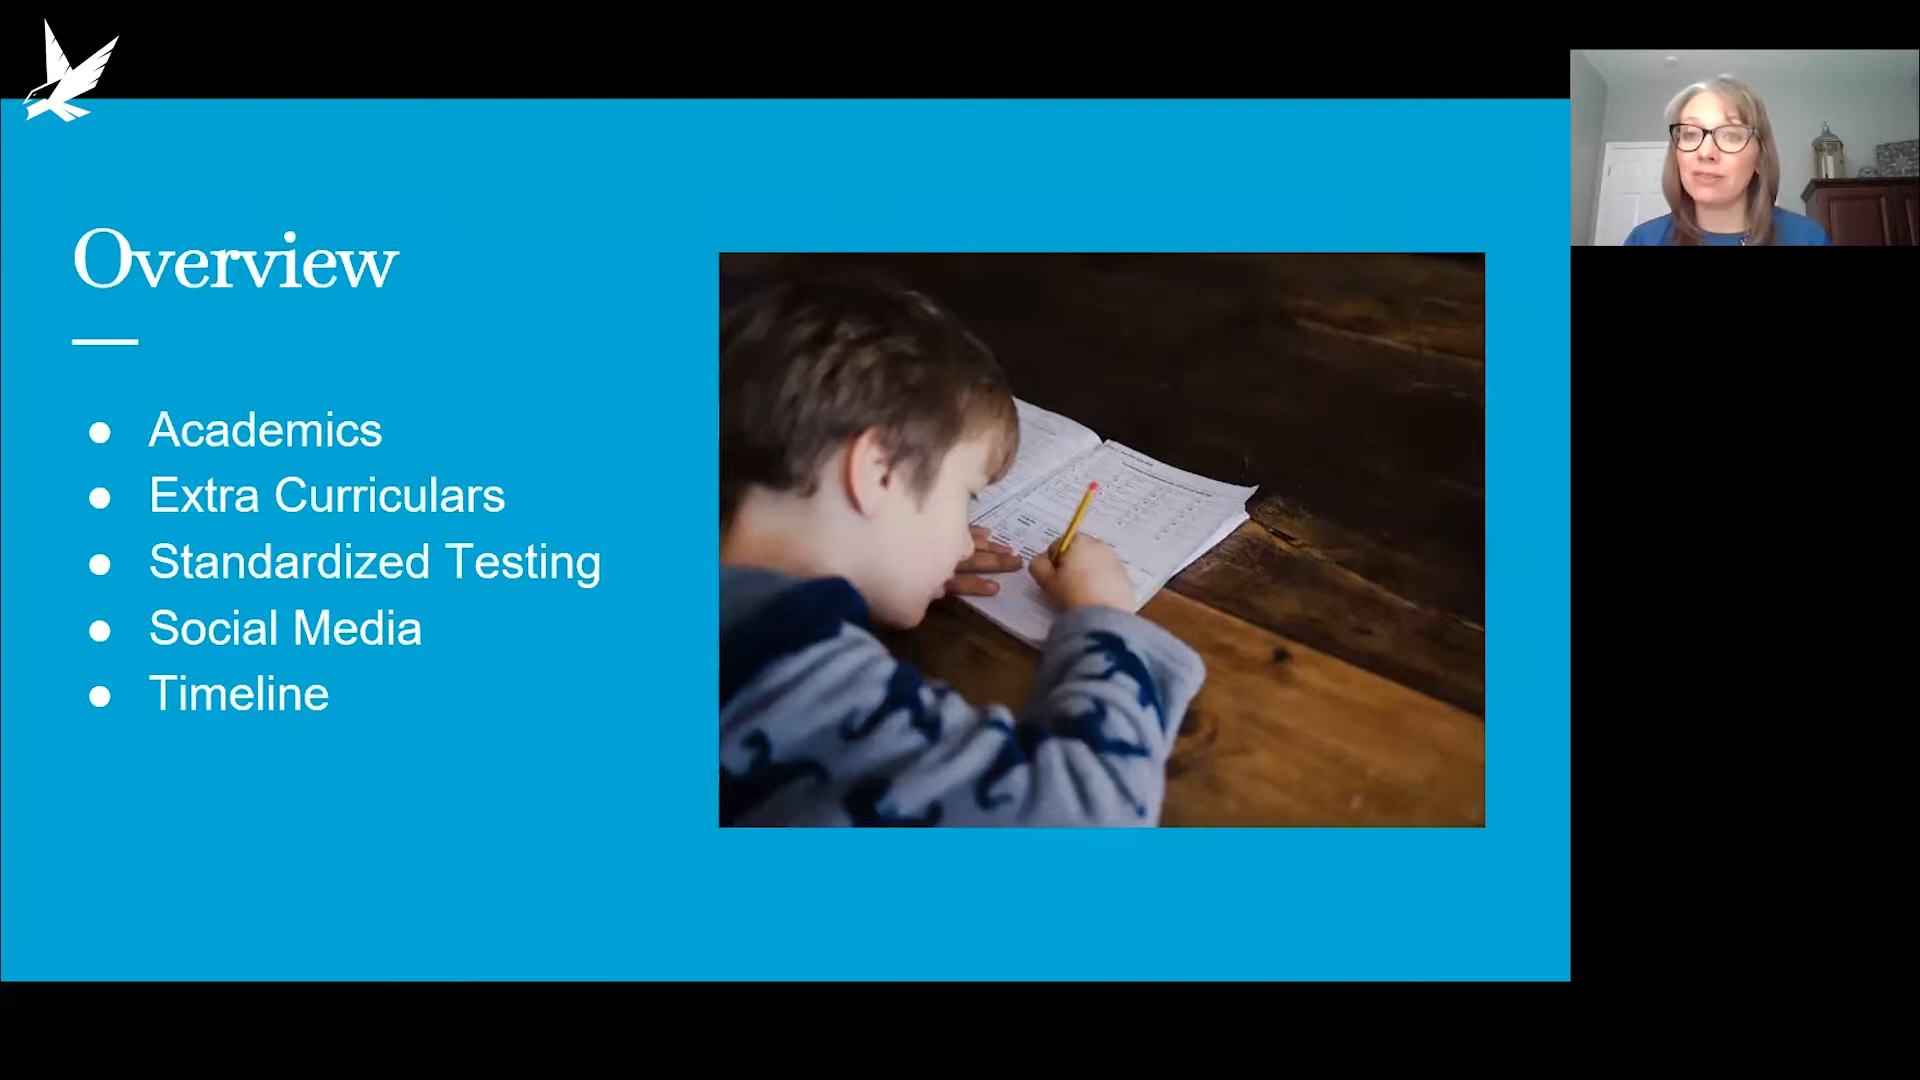 Overview
Academics
Extra Curriculars
Standardized Testing
Social Media
Timeline